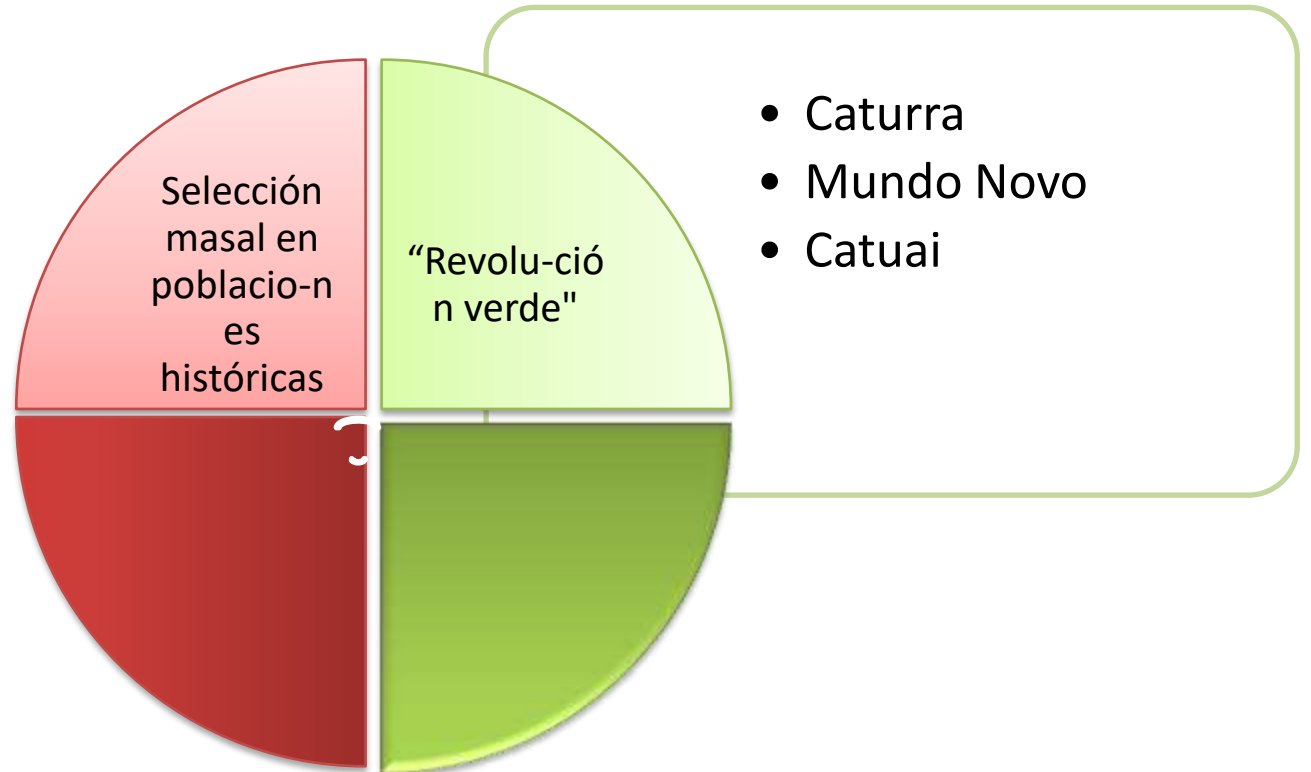 Selección
masal en
poblacio-n
es
históricas
“Revolu-ció
n verde"
• Caturra
• Mundo Novo
• Catuai